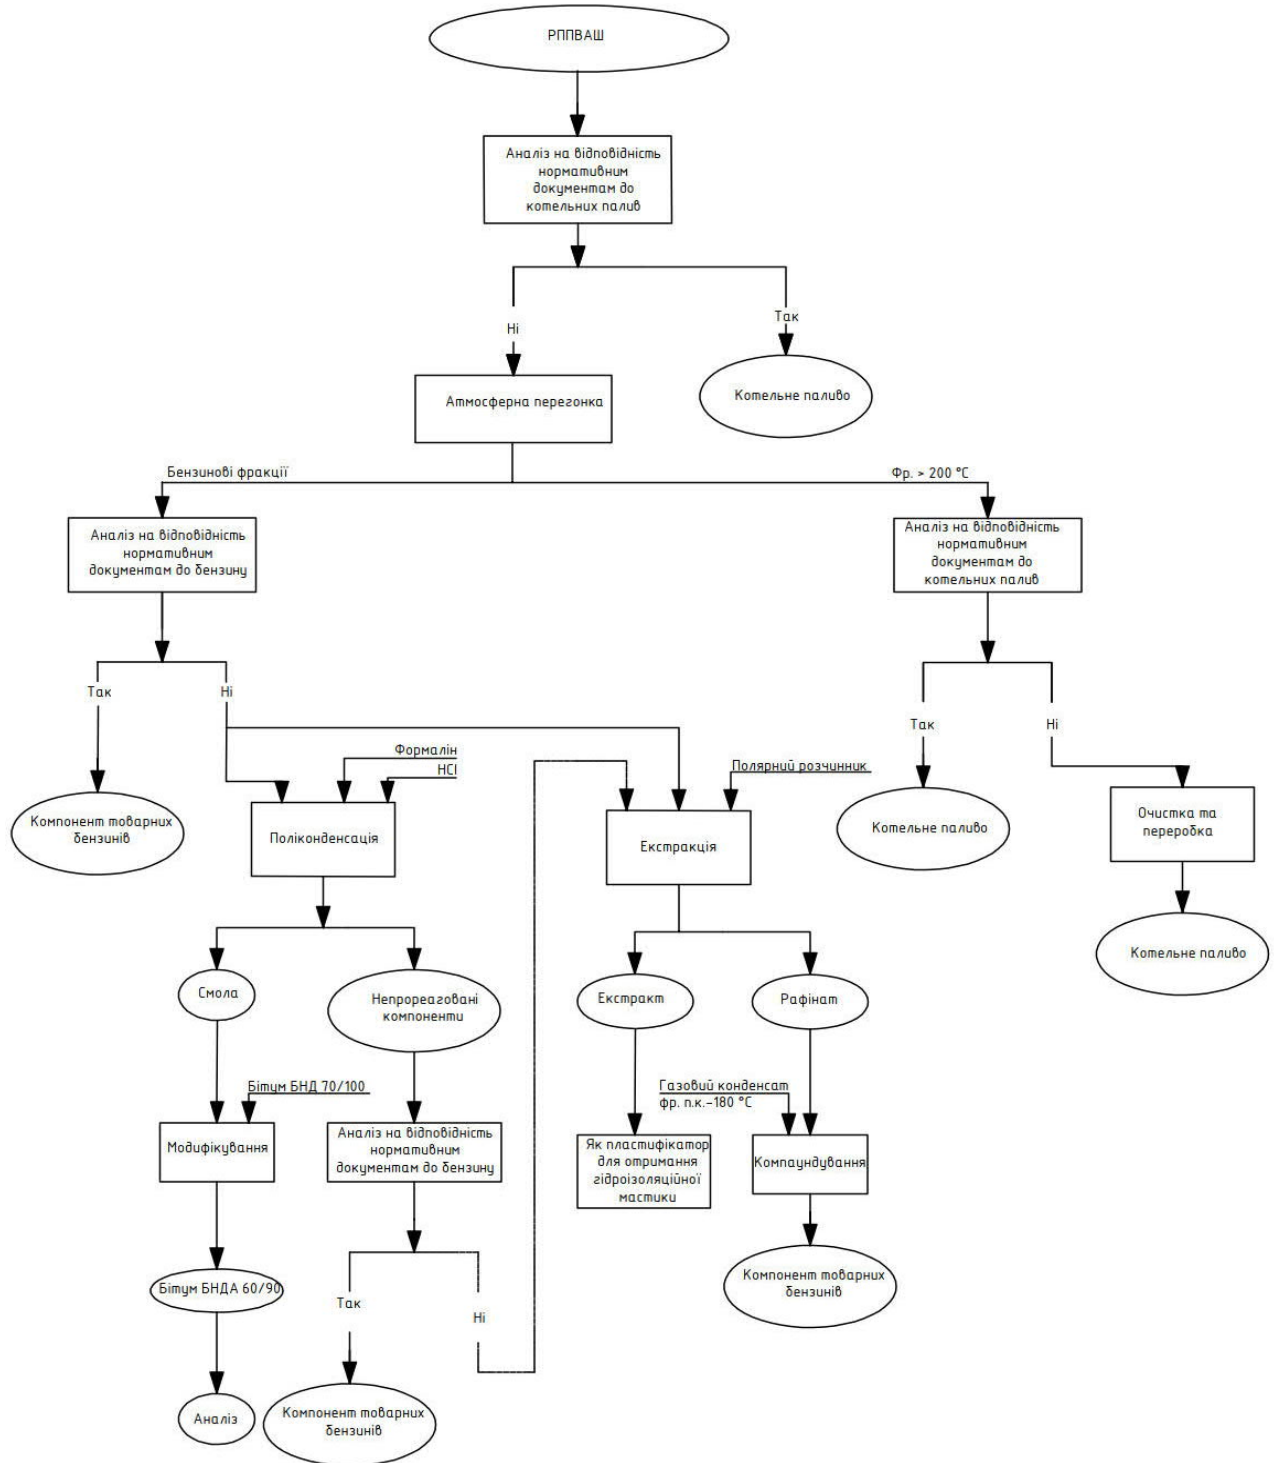 РППВАШ
Аналіз на відповідність
нормативним
документам до
котельних палив
Ні
Так
Атмосферна перегонка
Котельне паливо
Бензинові фракції
Фр. > 200 °C
Аналіз на відповідність
нормативним
документам до бензину
Аналіз на відповідність
нормативним
документам до
котельних палив
Так
Ні
Так
Ні
Формалін
HCl
Полярний розчинник
Компонент товарних
бензинів
Поліконденсація
Екстракція
Котельне паливо
Очистка та
переробка
Котельне паливо
Смола
Непрореаговані
компоненти
Екстракт
Рафінат
Бітум БНД 70/100
Газовий конденсат
фр. п.к.-180 °C
Модифікування
Аналіз на відповідність
нормативним
документам до бензину
Як пластифікатор
для отримання
гідроізоляційної
мастики
Компаундування
Бітум БНДА 60/90
Так
Ні
Компонент товарних
бензинів
Аналіз
Компонент товарних
бензинів